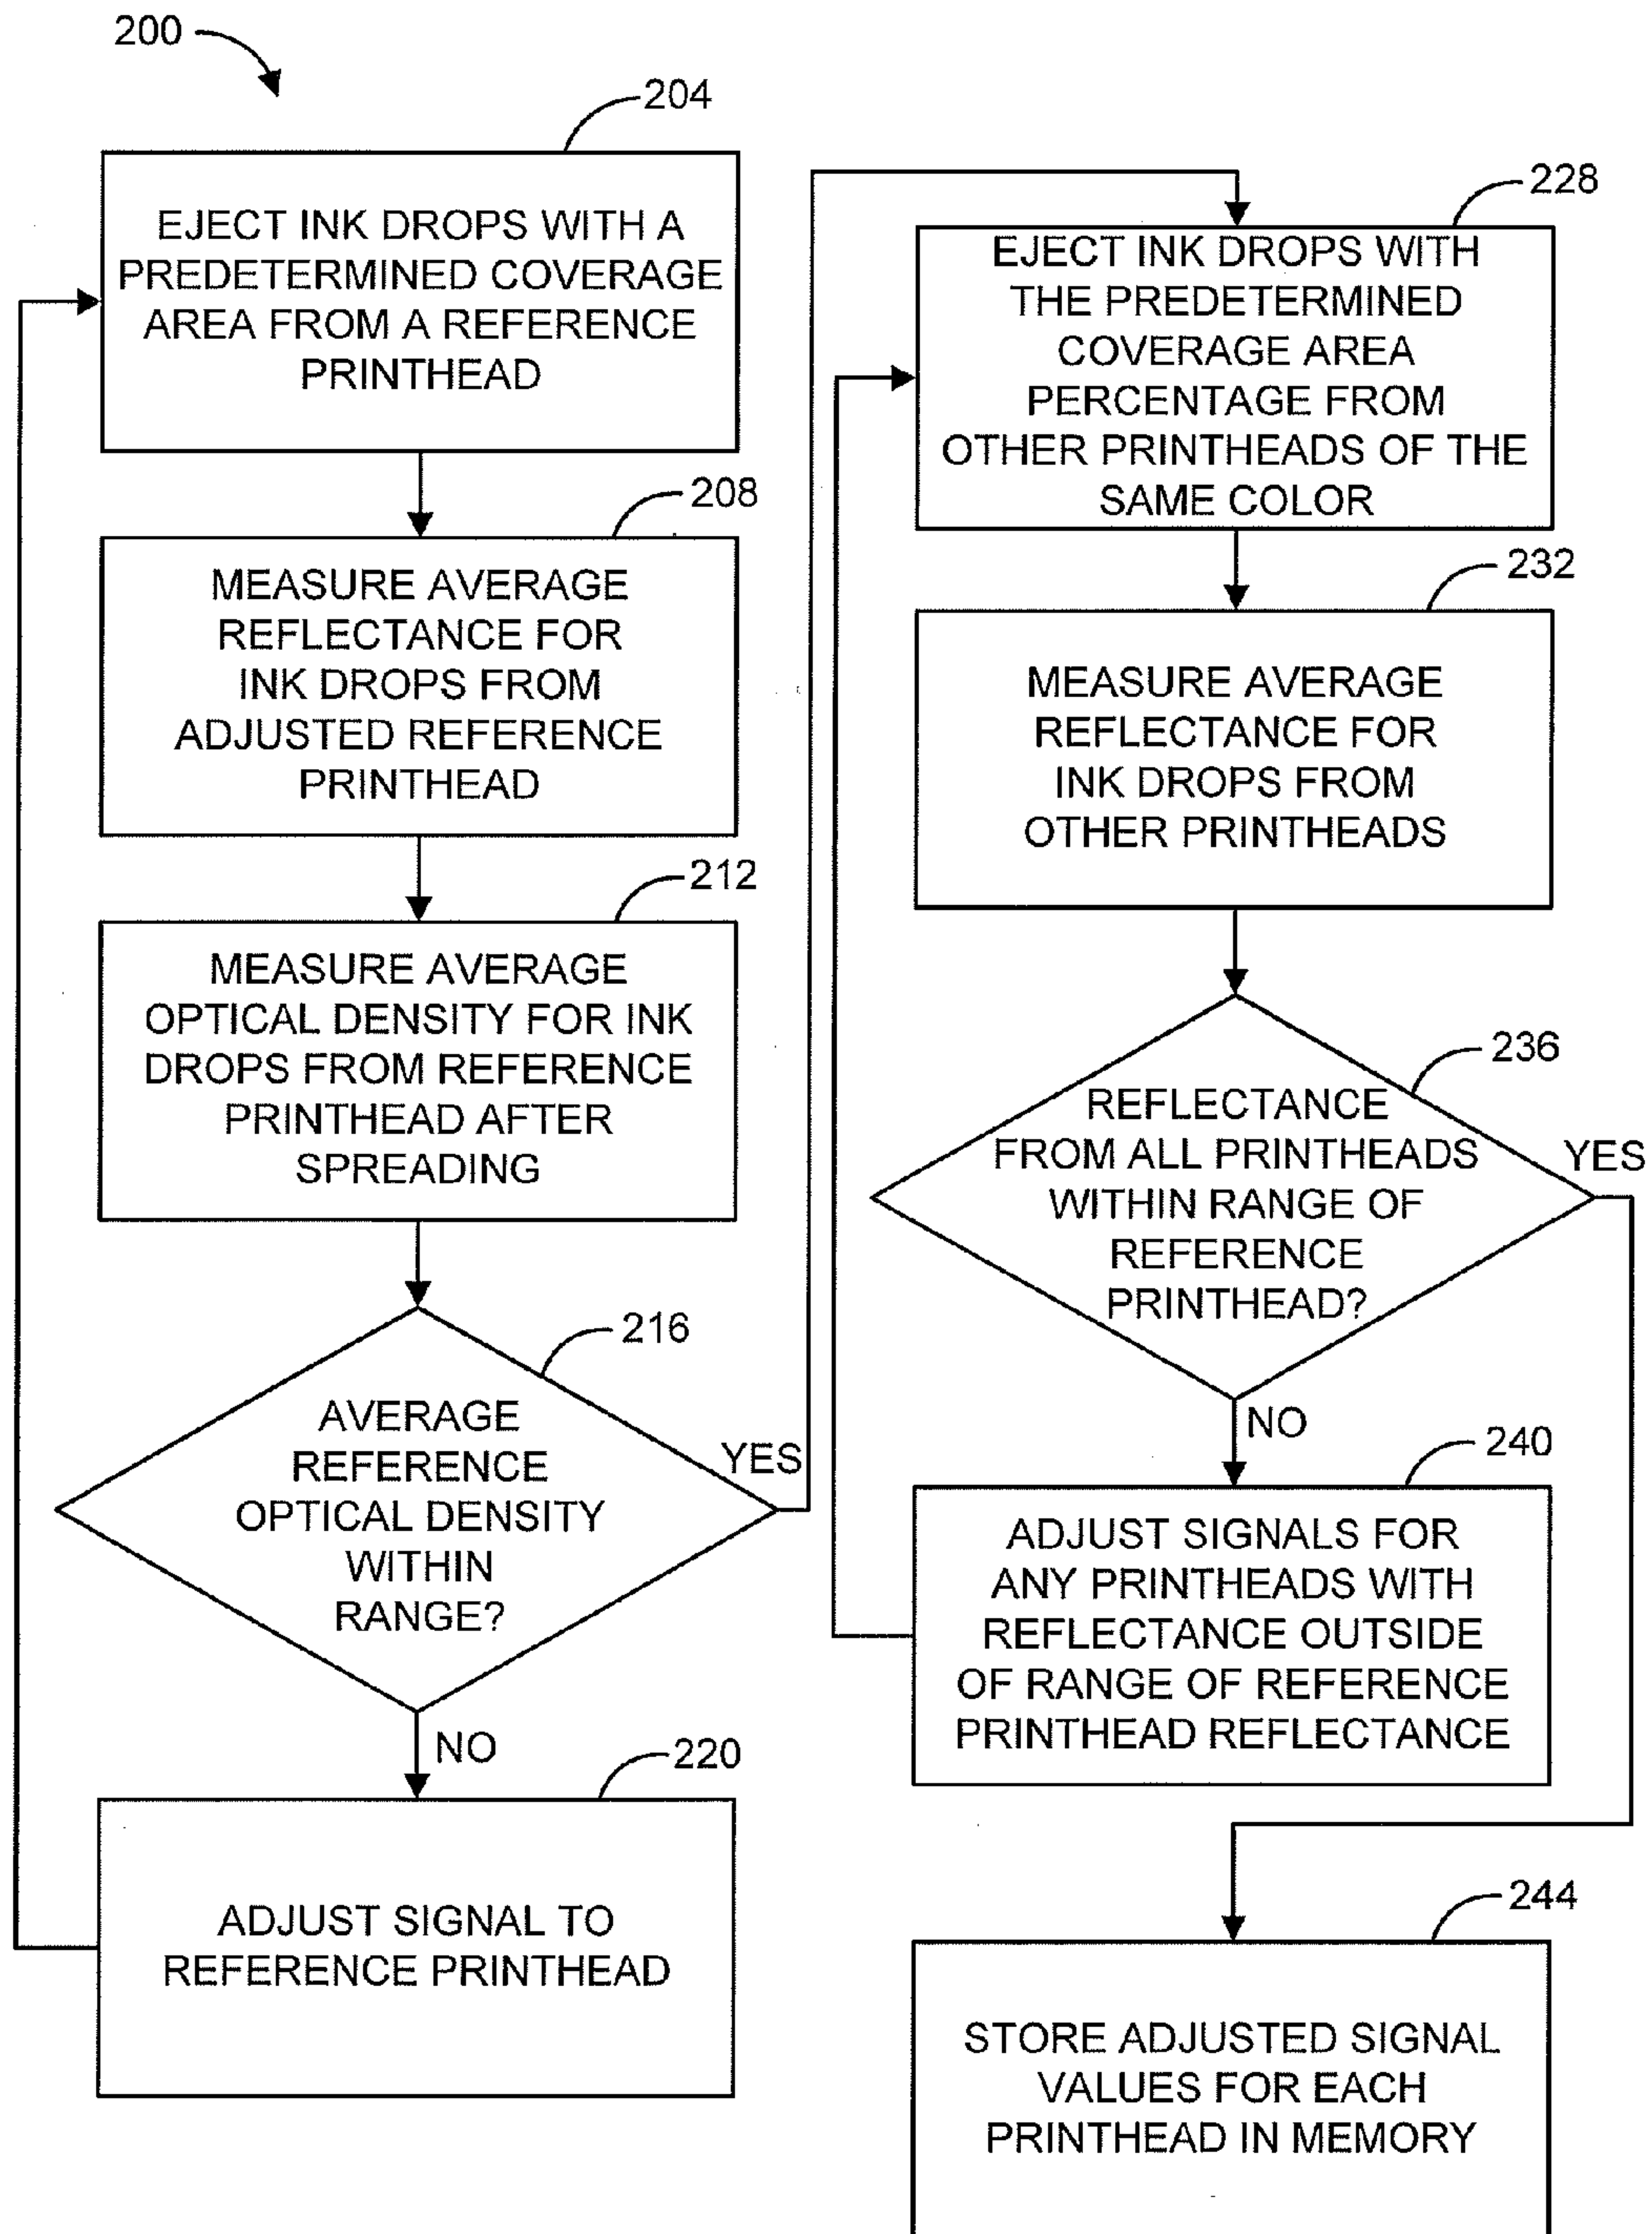 200
204
EJECT INK DROPS WITH A
PREDETERMINED COVERAGE
AREA FROM A REFERENCE
PRINTHEAD
208
MEASURE AVERAGE
REFLECTANCE FOR
INK DROPS FROM
ADJUSTED REFERENCE
PRINTHEAD
212
MEASURE AVERAGE
OPTICAL DENSITY FOR INK
DROPS FROM REFERENCE
PRINTHEAD AFTER
SPREADING
216
AVERAGE
REFERENCE
OPTICAL DENSITY
WITHIN
RANGE?
YES
NO
220
ADJUST SIGNAL TO
REFERENCE PRINTHEAD
228
EJECT INK DROPS WITH
THE PREDETERMINED
COVERAGE AREA
PERCENTAGE FROM
OTHER PRINTHEADS OF THE
SAME COLOR
232
MEASURE AVERAGE
REFLECTANCE FOR
INK DROPS FROM
OTHER PRINTHEADS
236
REFLECTANCE
FROM ALL PRINTHEADS
WITHIN RANGE OF
REFERENCE
PRINTHEAD?
YES
NO
240
ADJUST SIGNALS FOR
ANY PRINTHEADS WITH
REFLECTANCE OUTSIDE
OF RANGE OF REFERENCE
PRINTHEAD REFLECTANCE
244
STORE ADJUSTED SIGNAL
VALUES FOR EACH
PRINTHEAD IN MEMORY